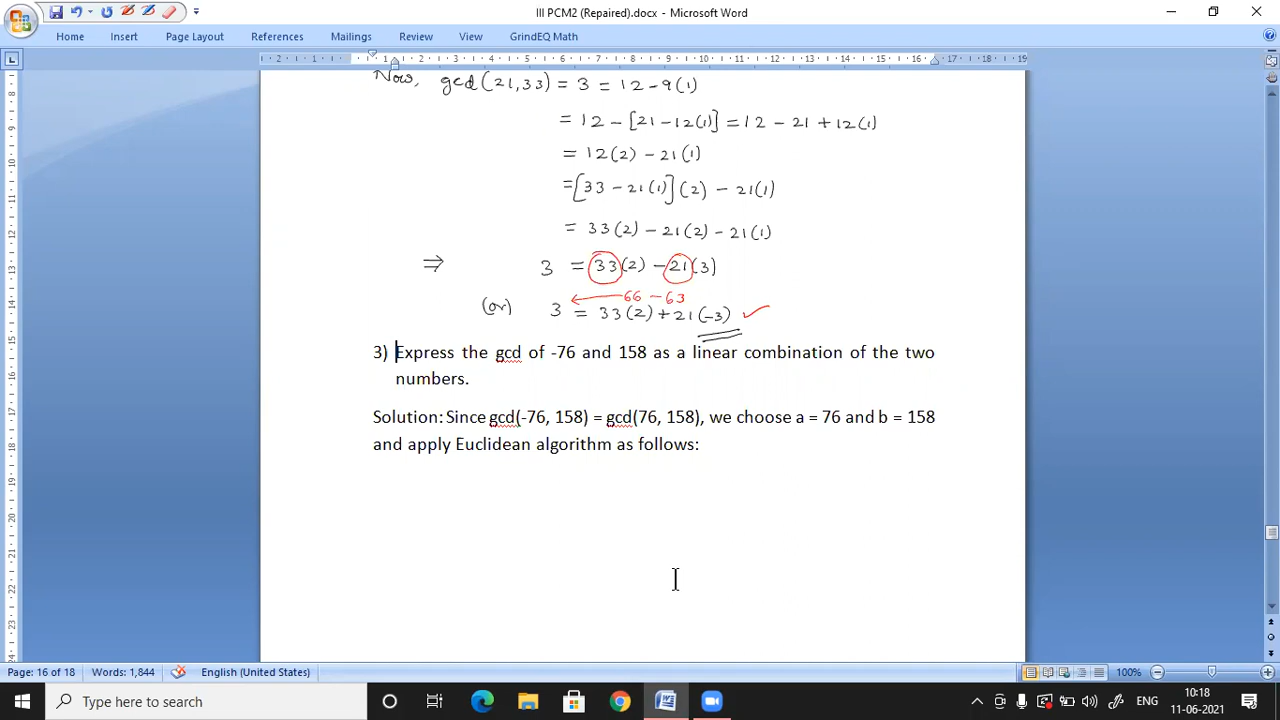 III PCM2 (Repaired).docx - Microsoft Word
Home Insert Page Layout References Mailings Review View GrindEQ Math
Now, gcd(21,33) = 3 = 12 - 9(1)
= 12 - [21 - 12(1)] = 12 - 21 + 12(1)
= 12(2) - 21(1)
= [33 - 21(1)](2) - 21(1)
= 33(2) - 21(2) - 21(1)
⇒ 3 = 33(2) - 21(3)
66 - 63
(or) 3 = 33(2) + 21(-3) ✓
3) Express the gcd of -76 and 158 as a linear combination of the two
numbers.
Solution: Since gcd(-76, 158) = gcd(76, 158), we choose a = 76 and b = 158
and apply Euclidean algorithm as follows:
Page: 16 of 18 Words: 1,844 English (United States) 100%
Type here to search
ENG 10:18
11-06-2021